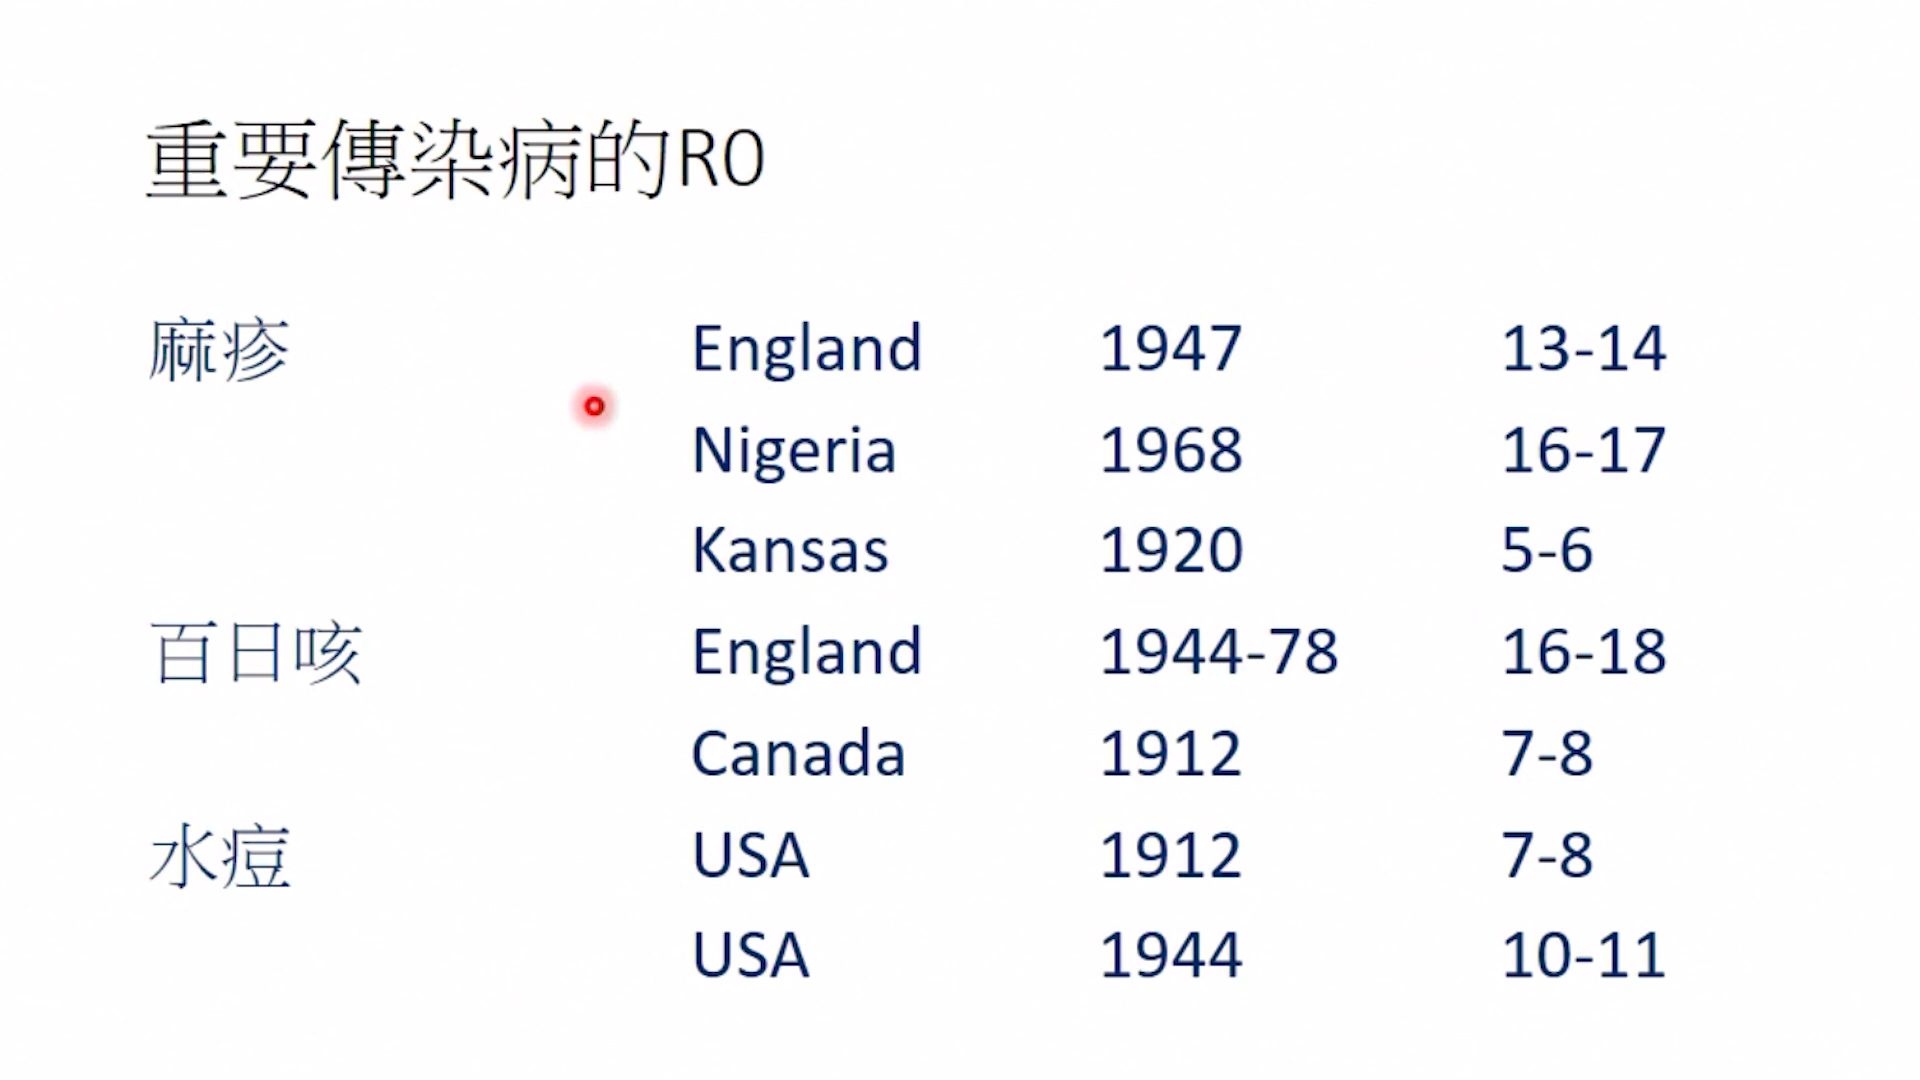 重要傳染病的R0
麻疹 England 1947 13-14
Nigeria 1968 16-17
Kansas 1920 5-6
百日咳 England 1944-78 16-18
Canada 1912 7-8
水痘 USA 1912 7-8
USA 1944 10-11